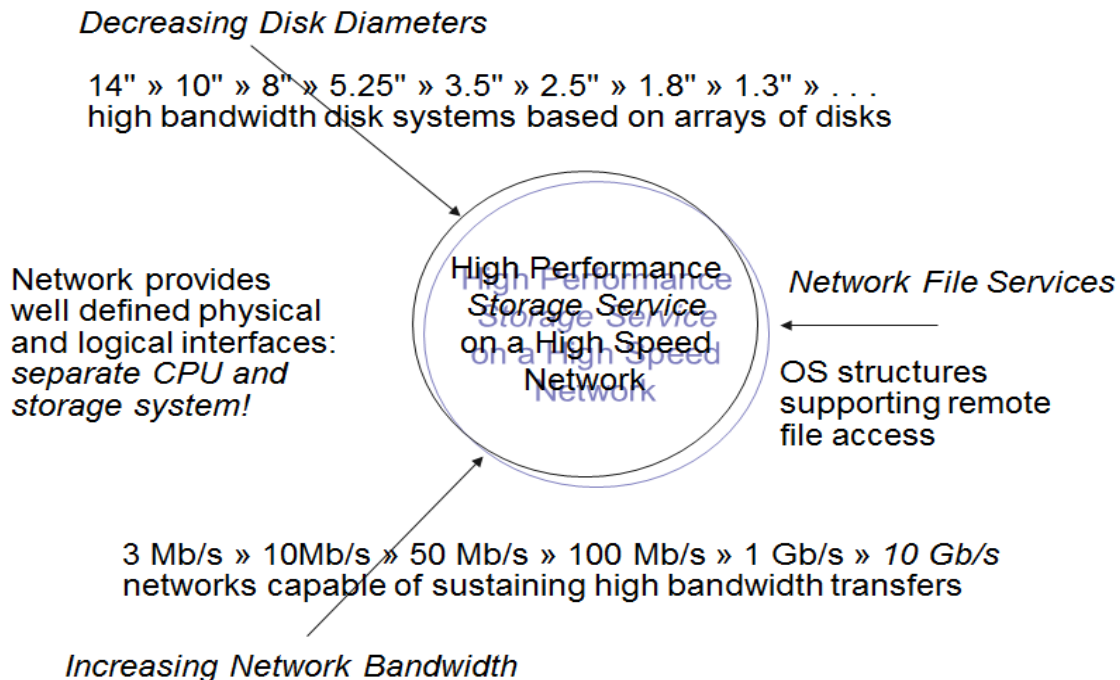 Decreasing Disk Diameters
14" » 10" » 8" » 5.25" » 3.5" » 2.5" » 1.8" » 1.3" » . . .
high bandwidth disk systems based on arrays of disks
Network provides
well defined physical
and logical interfaces:
separate CPU and
storage system!
High Performance
Storage Service
on a High Speed
Network
Network File Services
OS structures
supporting remote
file access
3 Mb/s » 10Mb/s » 50 Mb/s » 100 Mb/s » 1 Gb/s » 10 Gb/s
networks capable of sustaining high bandwidth transfers
Increasing Network Bandwidth